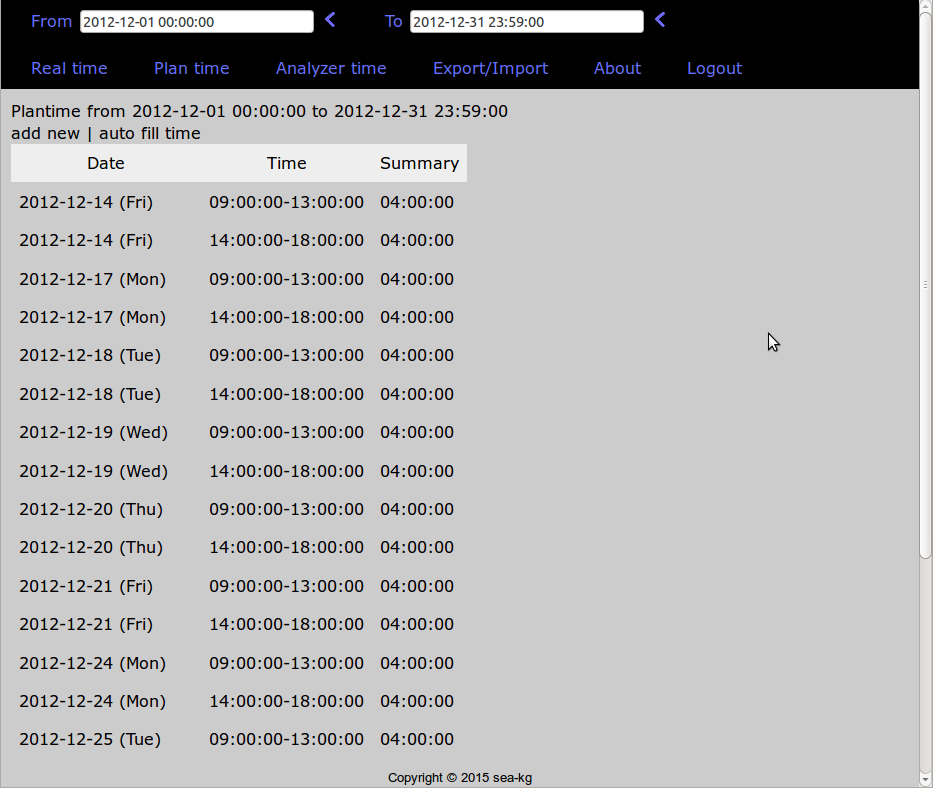 From 2012-12-01 00:00:00 < To 2012-12-31 23:59:00 <
Real time Plan time Analyzer time Export/Import About Logout
Plantime from 2012-12-01 00:00:00 to 2012-12-31 23:59:00
add new | auto fill time
Date Time Summary
2012-12-14 (Fri) 09:00:00-13:00:00 04:00:00
2012-12-14 (Fri) 14:00:00-18:00:00 04:00:00
2012-12-17 (Mon) 09:00:00-13:00:00 04:00:00
2012-12-17 (Mon) 14:00:00-18:00:00 04:00:00
2012-12-18 (Tue) 09:00:00-13:00:00 04:00:00
2012-12-18 (Tue) 14:00:00-18:00:00 04:00:00
2012-12-19 (Wed) 09:00:00-13:00:00 04:00:00
2012-12-19 (Wed) 14:00:00-18:00:00 04:00:00
2012-12-20 (Thu) 09:00:00-13:00:00 04:00:00
2012-12-20 (Thu) 14:00:00-18:00:00 04:00:00
2012-12-21 (Fri) 09:00:00-13:00:00 04:00:00
2012-12-21 (Fri) 14:00:00-18:00:00 04:00:00
2012-12-24 (Mon) 09:00:00-13:00:00 04:00:00
2012-12-24 (Mon) 14:00:00-18:00:00 04:00:00
2012-12-25 (Tue) 09:00:00-13:00:00 04:00:00
Copyright © 2015 sea-kg